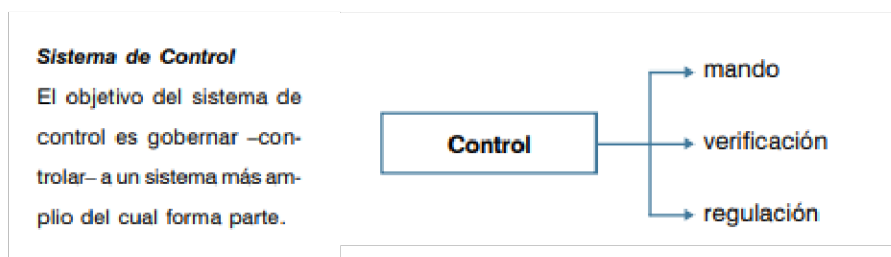 Sistema de Control
El objetivo del sistema de
control es gobernar –con-
trolar– a un sistema más am-
plio del cual forma parte.
Control
mando
verificación
regulación